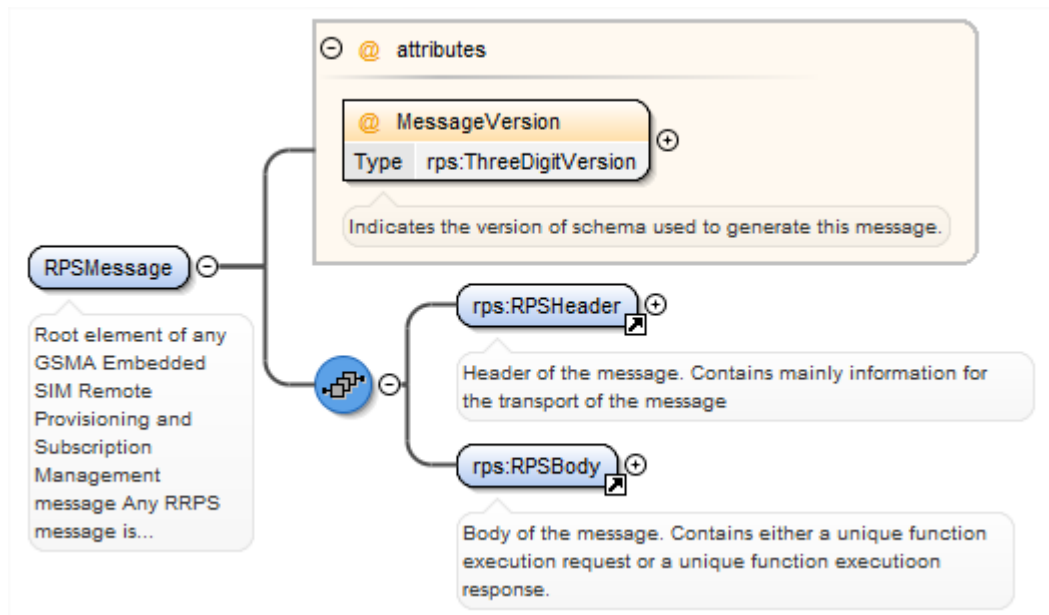 @ attributes
@ MessageVersion
Type rps:ThreeDigitVersion
Indicates the version of schema used to generate this message.
RPSMessage
Root element of any
GSMA Embedded
SIM Remote
Provisioning and
Subscription
Management
message Any RRPS
message is...
rps:RPSHeader
Header of the message. Contains mainly information for
the transport of the message
rps:RPSBody
Body of the message. Contains either a unique function
execution request or a unique function executioon
response.